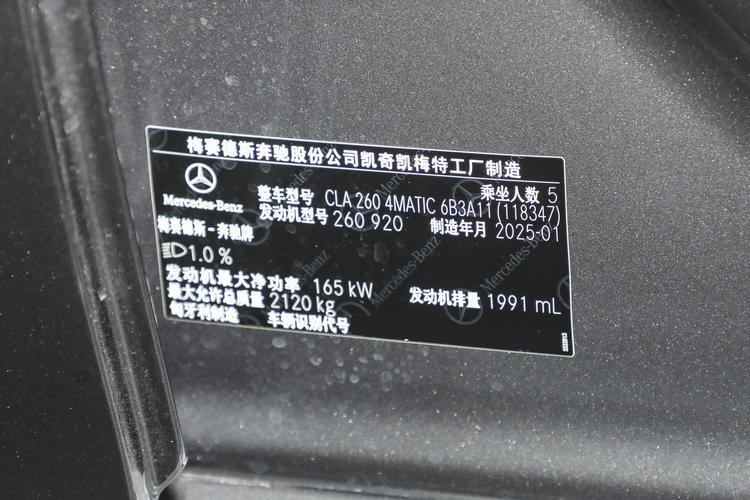 梅赛德斯奔驰股份公司凯奇凯梅特工厂制造
乘坐人数 5
Mercedes-Benz
整车型号 CLA 260 4MATIC 6B3A11 (118347)
发动机型号 260 920 制造年月 2025-01
梅赛德斯-奔驰牌
1.0 %
发动机最大净功率 165 kW
最大允许总质量 2120 kg
发动机排量 1991 mL
匈牙利制造 车辆识别代号